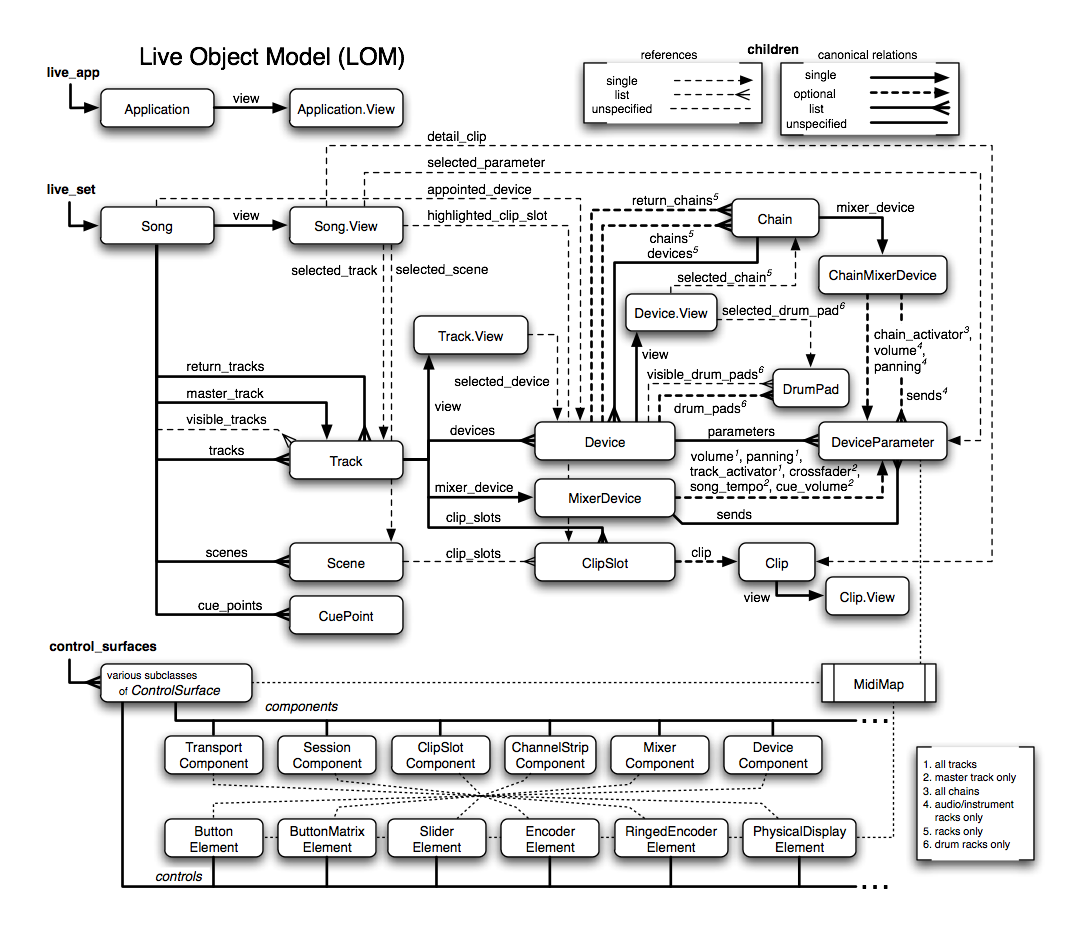 Live Object Model (LOM)
references
children
canonical relations
single
list
unspecified
single
optional
list
unspecified
live_app
Application
view
Application.View
detail_clip
selected_parameter
live_set
appointed_device
Song
view
Song.View
highlighted_clip_slot
return_chains⁵
Chain
mixer_device
chains⁵
devices⁵
selected_track
selected_scene
selected_chain⁵
ChainMixerDevice
Device.View
selected_drum_pad⁶
Track.View
chain_activator³,
volume⁴,
panning⁴
view
return_tracks
selected_device
visible_drum_pads⁶
DrumPad
master_track
view
drum_pads⁶
sends⁴
visible_tracks
devices
Device
parameters
DeviceParameter
tracks
Track
volume¹, panning¹,
track_activator¹, crossfader²,
song_tempo², cue_volume²
mixer_device
MixerDevice
clip_slots
sends
scenes
Scene
clip_slots
ClipSlot
clip
Clip
view
Clip.View
cue_points
CuePoint
control_surfaces
various subclasses
of ControlSurface
MidiMap
components
...
Transport
Component
Session
Component
ClipSlot
Component
ChannelStrip
Component
Mixer
Component
Device
Component
1. all tracks
2. master track only
3. all chains
4. audio/instrument
racks only
5. racks only
6. drum racks only
Button
Element
ButtonMatrix
Element
Slider
Element
Encoder
Element
RingedEncoder
Element
PhysicalDisplay
Element
controls
...